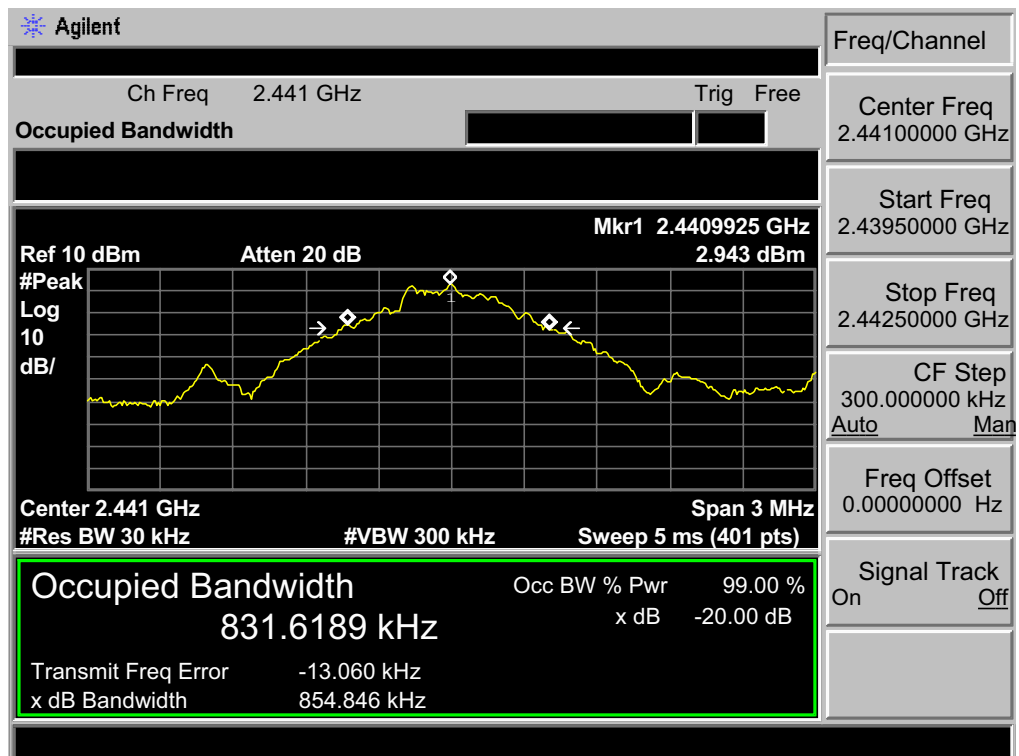 Agilent
Freq/Channel
Ch Freq 2.441 GHz Trig Free
Occupied Bandwidth
Center Freq
2.44100000 GHz
Start Freq
2.43950000 GHz
Mkr1 2.4409925 GHz
Ref 10 dBm Atten 20 dB 2.943 dBm
#Peak
Log
10
dB/
1
Stop Freq
2.44250000 GHz
CF Step
300.000000 kHz
Auto Man
Freq Offset
0.00000000 Hz
Center 2.441 GHz Span 3 MHz
#Res BW 30 kHz #VBW 300 kHz Sweep 5 ms (401 pts)
Signal Track
On Off
Occupied Bandwidth Occ BW % Pwr 99.00 %
831.6189 kHz x dB -20.00 dB
Transmit Freq Error -13.060 kHz
x dB Bandwidth 854.846 kHz